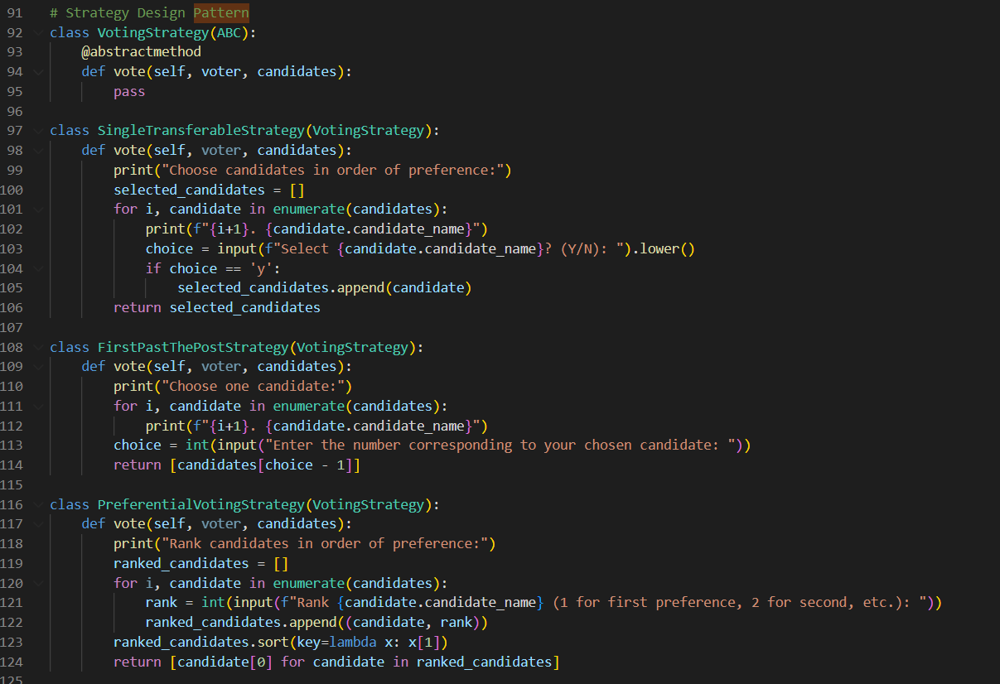 91 # Strategy Design Pattern
92 class VotingStrategy(ABC):
93     @abstractmethod
94     def vote(self, voter, candidates):
95         pass
96
97 class SingleTransferableStrategy(VotingStrategy):
98     def vote(self, voter, candidates):
99         print("Choose candidates in order of preference:")
100         selected_candidates = []
101         for i, candidate in enumerate(candidates):
102             print(f"{i+1}. {candidate.candidate_name}")
103             choice = input(f"Select {candidate.candidate_name}? (Y/N): ").lower()
104             if choice == 'y':
105                 selected_candidates.append(candidate)
106         return selected_candidates
107
108 class FirstPastThePostStrategy(VotingStrategy):
109     def vote(self, voter, candidates):
110         print("Choose one candidate:")
111         for i, candidate in enumerate(candidates):
112             print(f"{i+1}. {candidate.candidate_name}")
113         choice = int(input("Enter the number corresponding to your chosen candidate: "))
114         return [candidates[choice - 1]]
115
116 class PreferentialVotingStrategy(VotingStrategy):
117     def vote(self, voter, candidates):
118         print("Rank candidates in order of preference:")
119         ranked_candidates = []
120         for i, candidate in enumerate(candidates):
121             rank = int(input(f"Rank {candidate.candidate_name} (1 for first preference, 2 for second, etc.): "))
122             ranked_candidates.append((candidate, rank))
123         ranked_candidates.sort(key=lambda x: x[1])
124         return [candidate[0] for candidate in ranked_candidates]
125